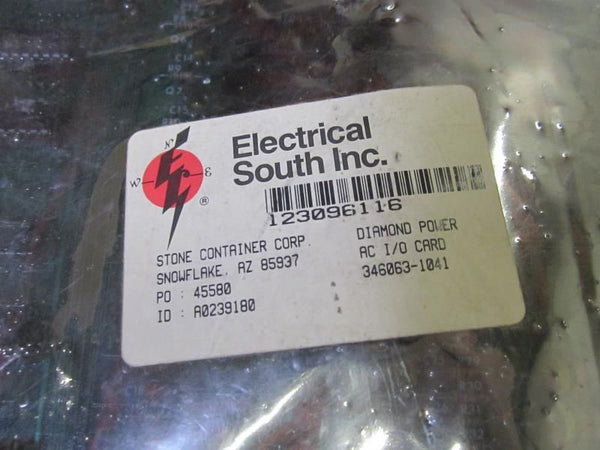 Electrical
South Inc.
N
W
E
®
123096116
STONE CONTAINER CORP.
SNOWFLAKE, AZ 85937
PO : 45580
ID : A0239180
DIAMOND POWER
AC I/O CARD
346063-1041